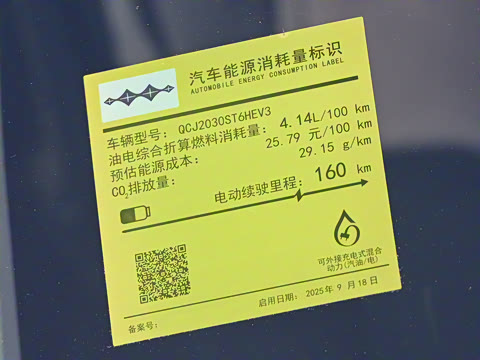 汽车能源消耗量标识
AUTOMOBILE ENERGY CONSUMPTION LABEL
车辆型号: QCJ2030ST6HEV3
油电综合折算燃料消耗量: 4.14L/100 km
预估能源成本: 25.79 元/100 km
CO₂排放量: 29.15 g/km
电动续驶里程: 160 km
可外接充电式混合
动力(汽油/电)
备案号:
启用日期: 2025年 9 月 18 日